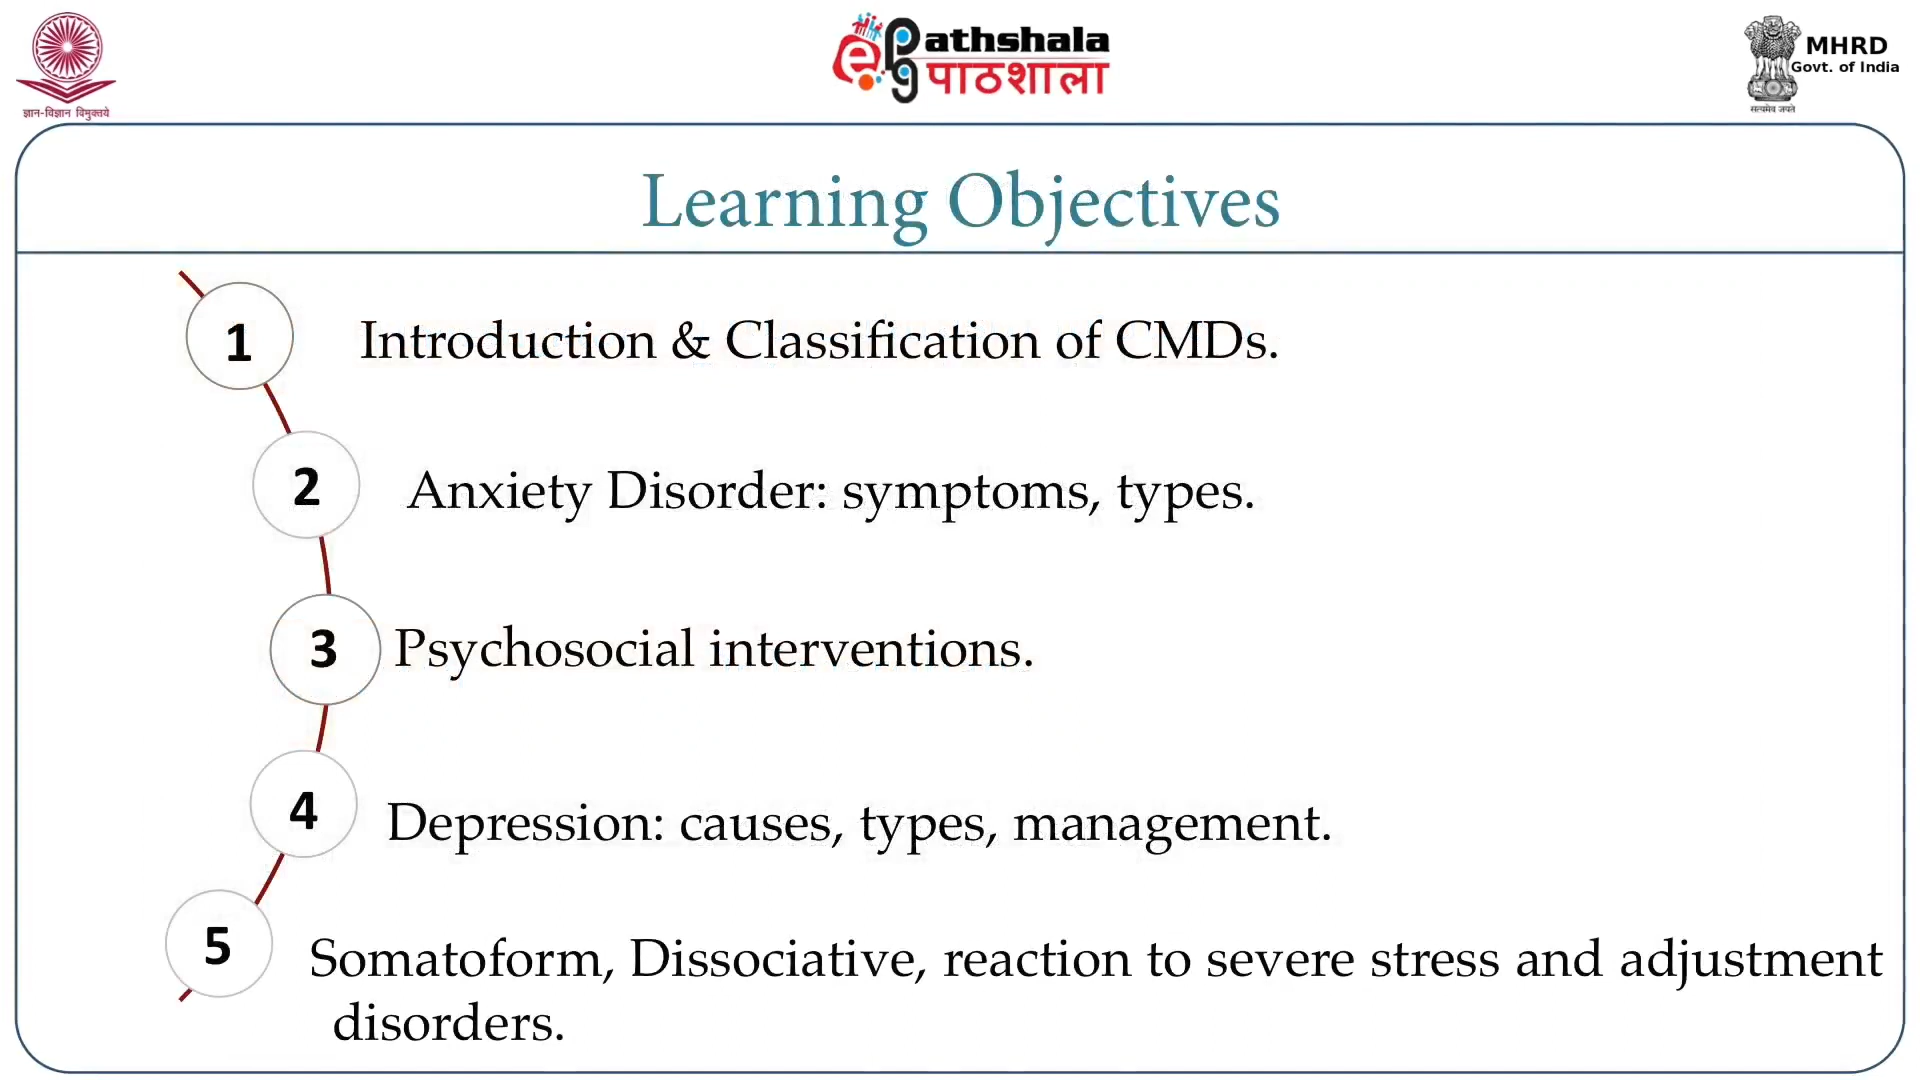 ज्ञान-विज्ञान विमुक्तये
ePathshala
पाठशाला
MHRD
Govt. of India
सत्यमेव जयते
Learning Objectives
1 Introduction & Classification of CMDs.
2 Anxiety Disorder: symptoms, types.
3 Psychosocial interventions.
4 Depression: causes, types, management.
5 Somatoform, Dissociative, reaction to severe stress and adjustment
disorders.